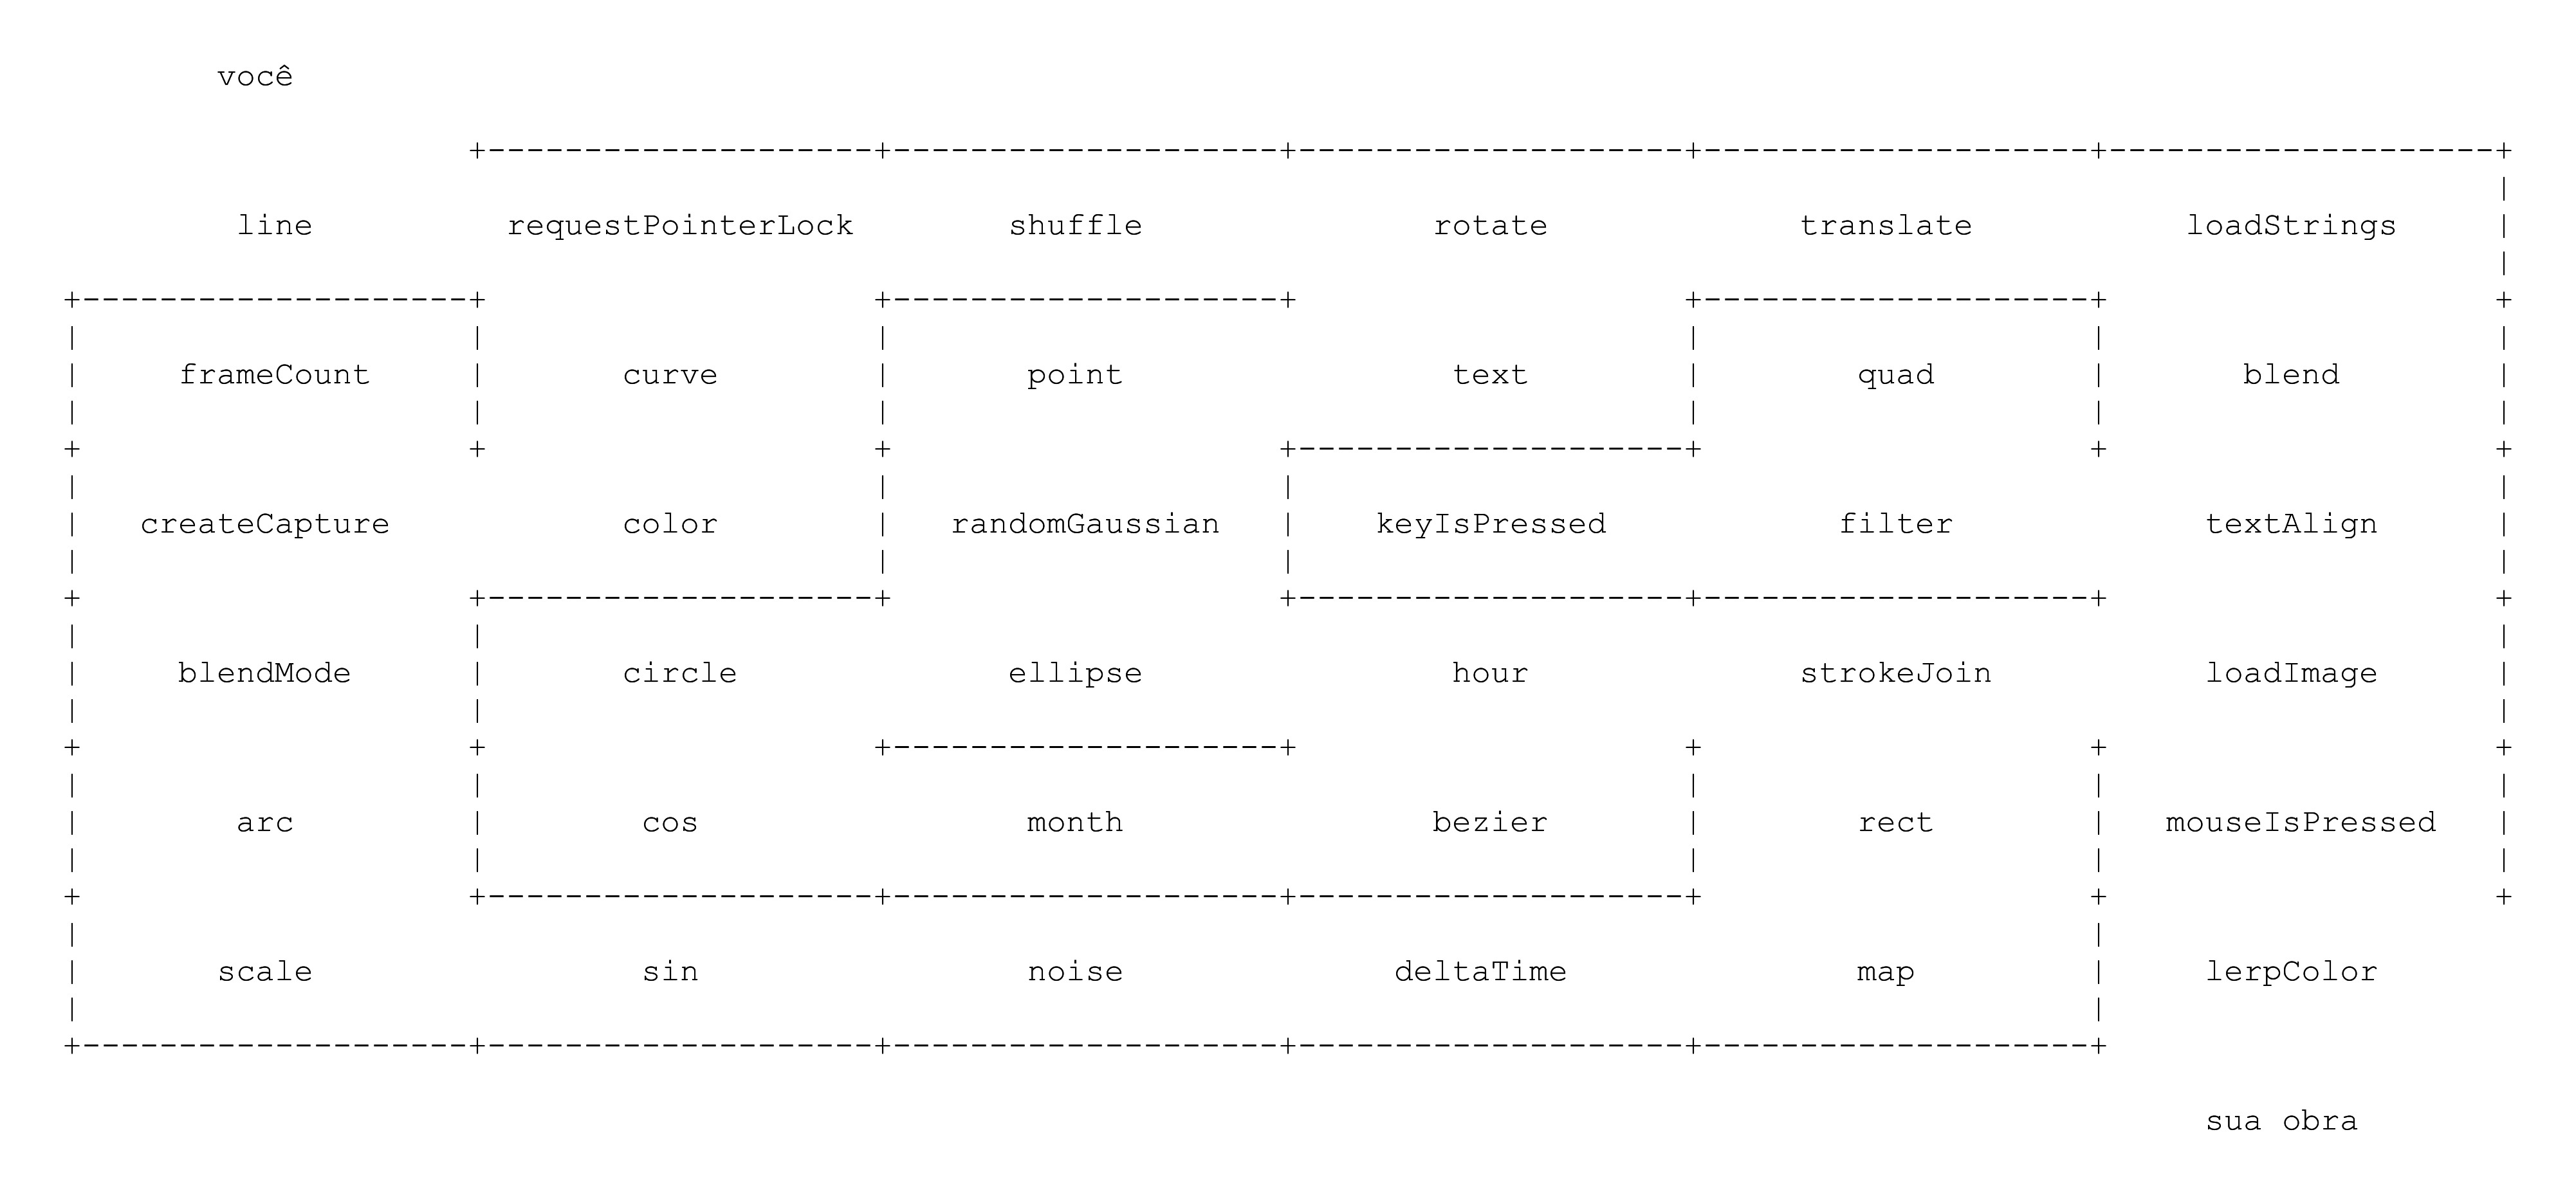 você
line requestPointerLock shuffle rotate translate loadStrings
frameCount curve point text quad blend
createCapture color randomGaussian keyIsPressed filter textAlign
blendMode circle ellipse hour strokeJoin loadImage
arc cos month bezier rect mouseIsPressed
scale sin noise deltaTime map lerpColor
sua obra